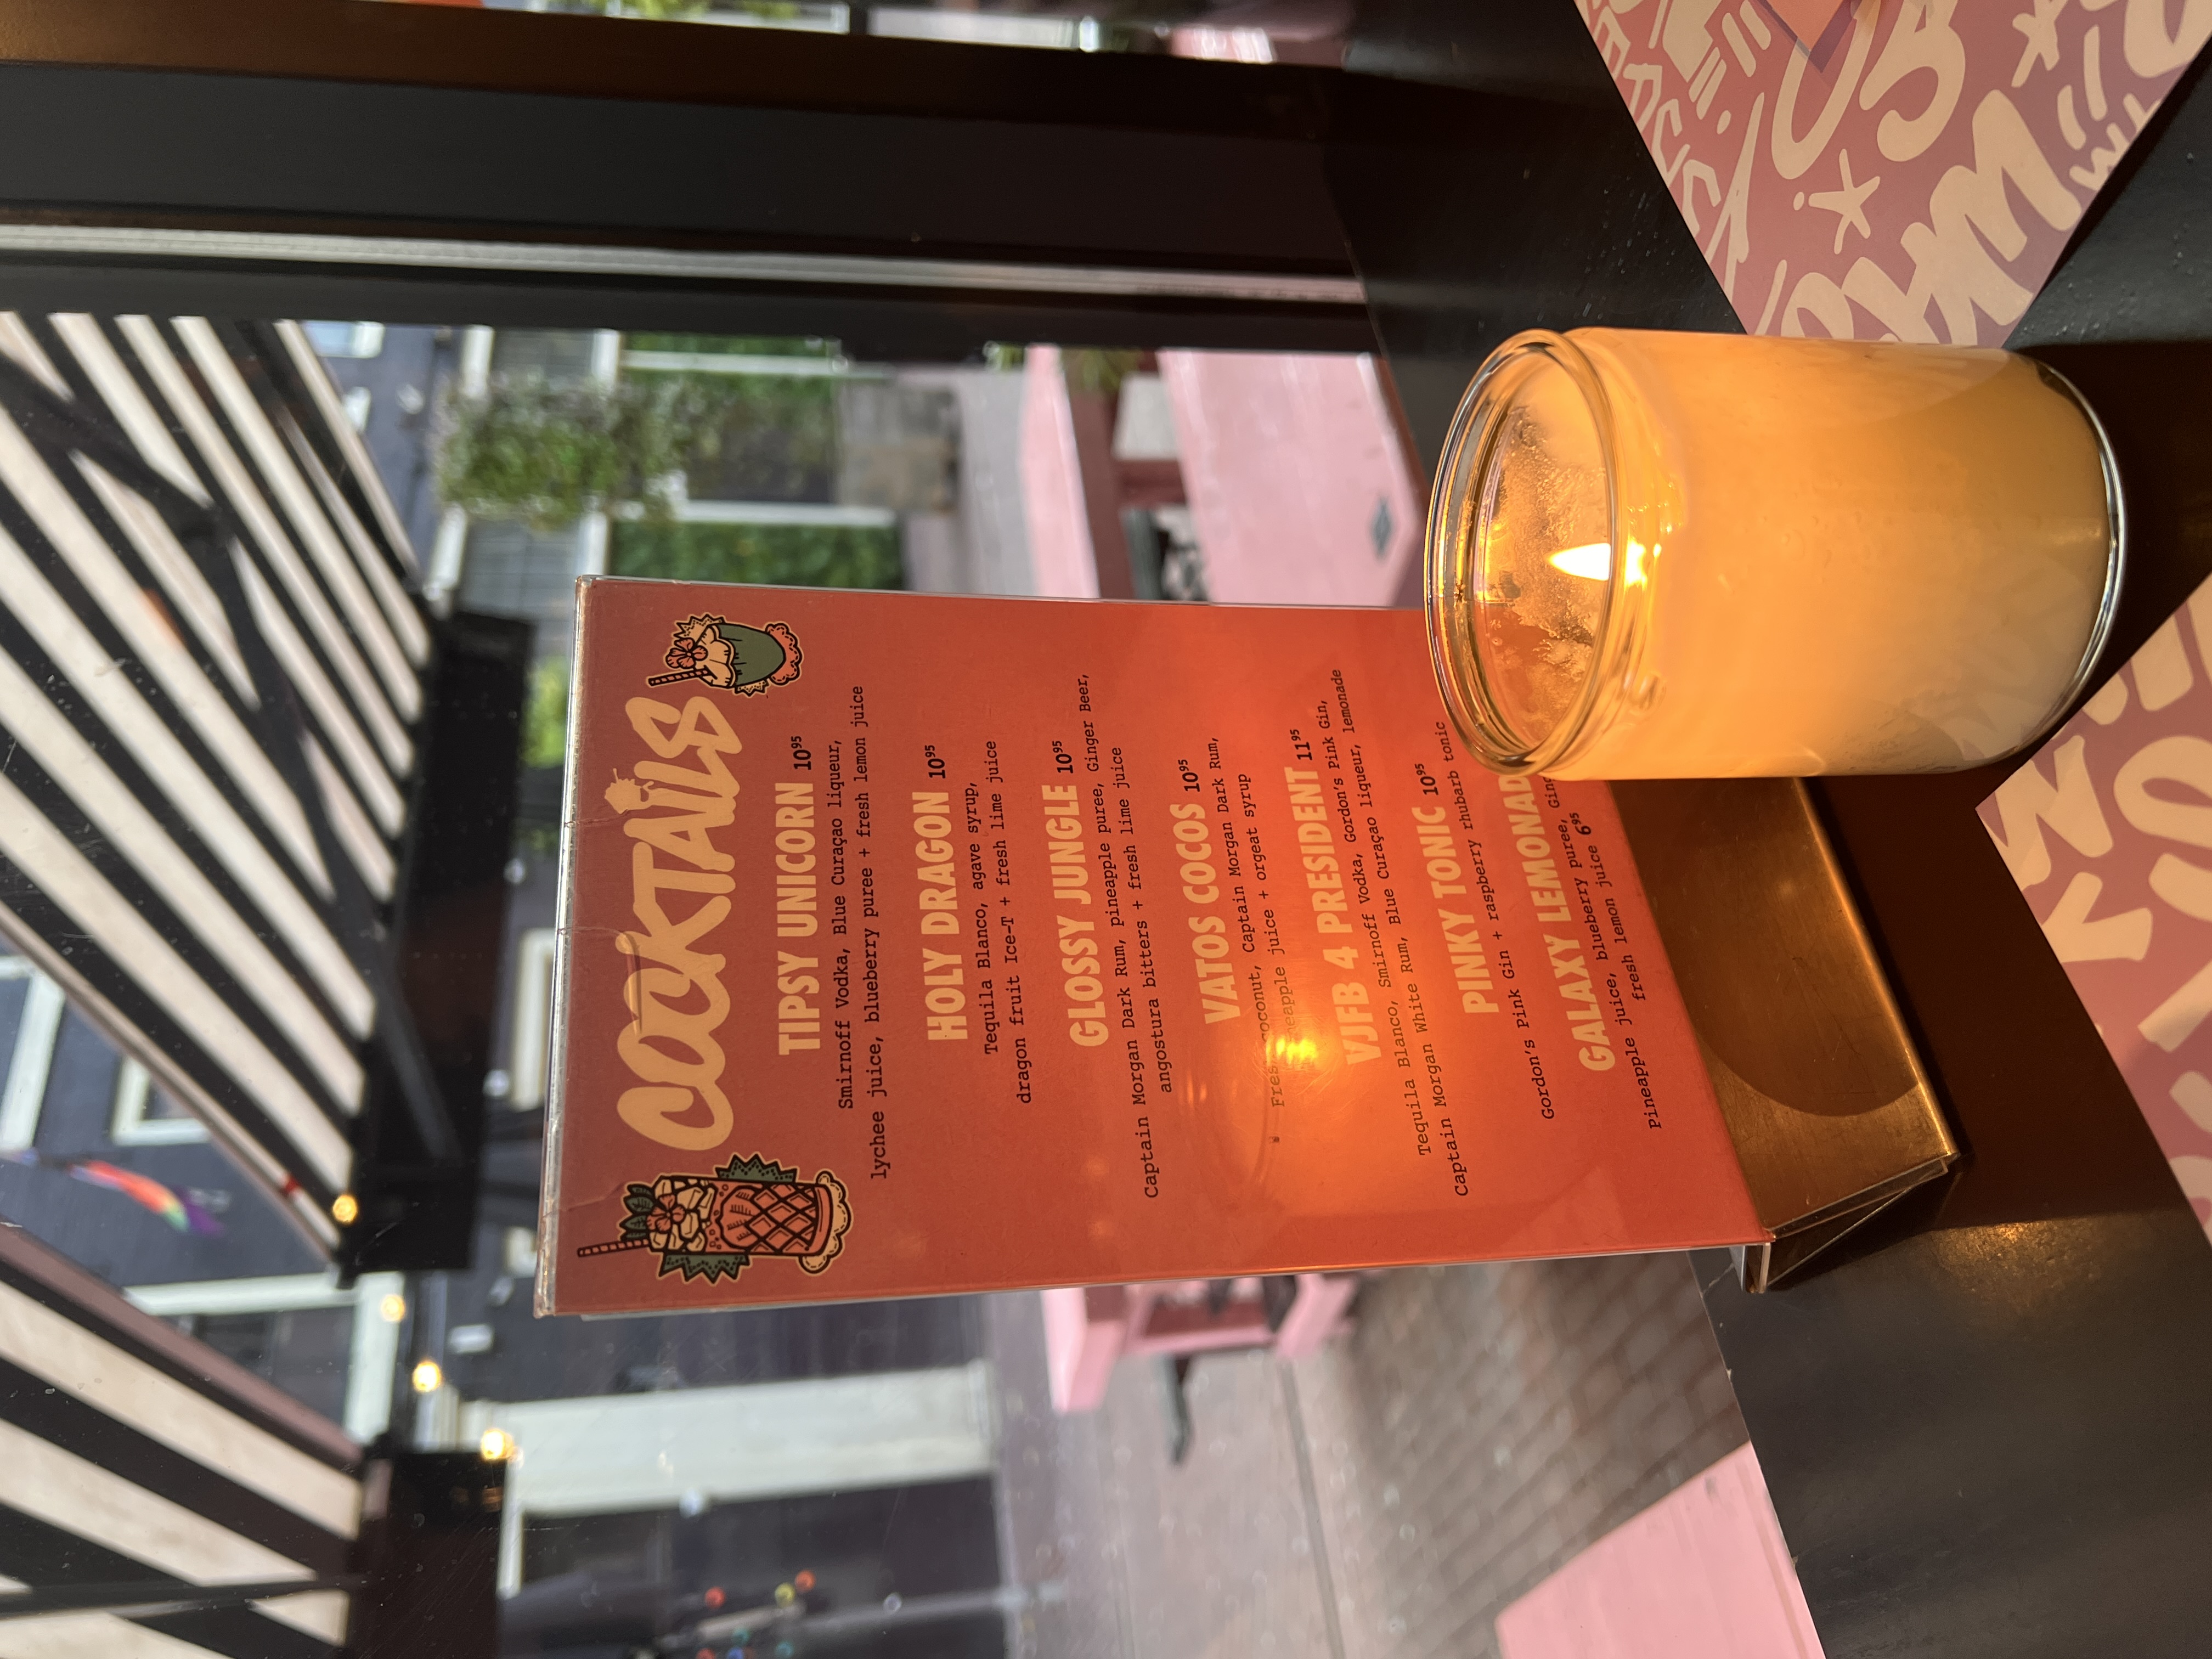 COCKTAILS
TIPSY UNICORN 10⁹⁵
Smirnoff Vodka, Blue Curaçao liqueur,
lychee juice, blueberry puree + fresh lemon juice
HOLY DRAGON 10⁹⁵
Tequila Blanco, agave syrup,
dragon fruit Ice-T + fresh lime juice
GLOSSY JUNGLE 10⁹⁵
Captain Morgan Dark Rum, pineapple puree, Ginger Beer,
angostura bitters + fresh lime juice
VATOS COCOS 10⁹⁵
coconut, Captain Morgan Dark Rum,
juice + orgeat syrup
VJFB 4 PRESIDENT 11⁹⁵
Tequila Blanco, Smirnoff Vodka, Gordon's Pink Gin,
Captain Morgan White Rum, Blue Curaçao liqueur, lemonade
PINKY TONIC 10⁹⁵
Gordon's Pink Gin + raspberry rhubarb tonic
GALAXY LEMONAD
Pineapple juice, blueberry puree,
fresh lemon juice 6⁹⁵